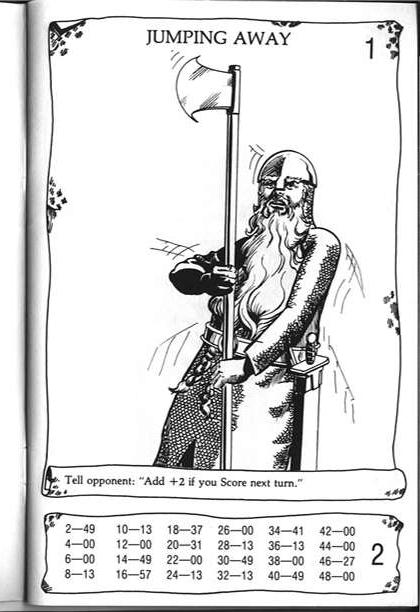 JUMPING AWAY
1
Tell opponent: “Add +2 if you Score next turn.”
2—49 10—13 18—37 26—00 34—41 42—00
4—00 12—00 20—31 28—13 36—13 44—00
6—00 14—49 22—00 30—49 38—00 46—27
8—13 16—57 24—13 32—13 40—49 48—00
2